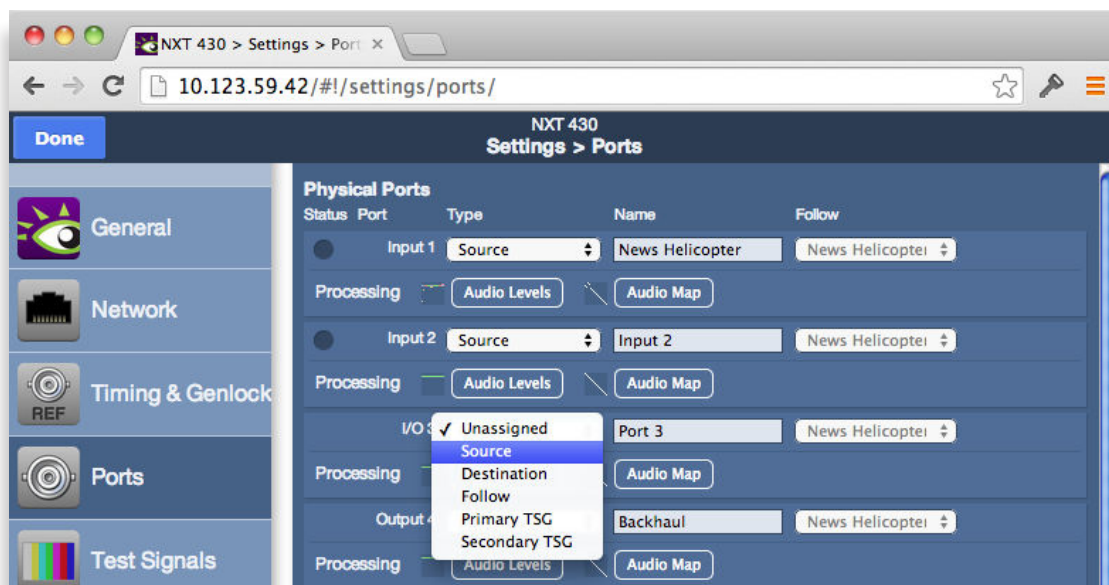 NXT 430 > Settings > Port
10.123.59.42/#!/settings/ports/
Done
NXT 430
Settings > Ports
General
Network
REF
Timing & Genlock
Ports
Test Signals
Physical Ports
Status Port Type Name Follow
Input 1 Source News Helicopter News Helicopter
Processing Audio Levels Audio Map
Input 2 Source Input 2 News Helicopter
Processing Audio Levels Audio Map
I/O 3 ✓ Unassigned Port 3 News Helicopter
Source
Processing Destination Audio Map
Follow
Output 4 Primary TSG Backhaul News Helicopter
Secondary TSG
Processing Audio Levels Audio Map